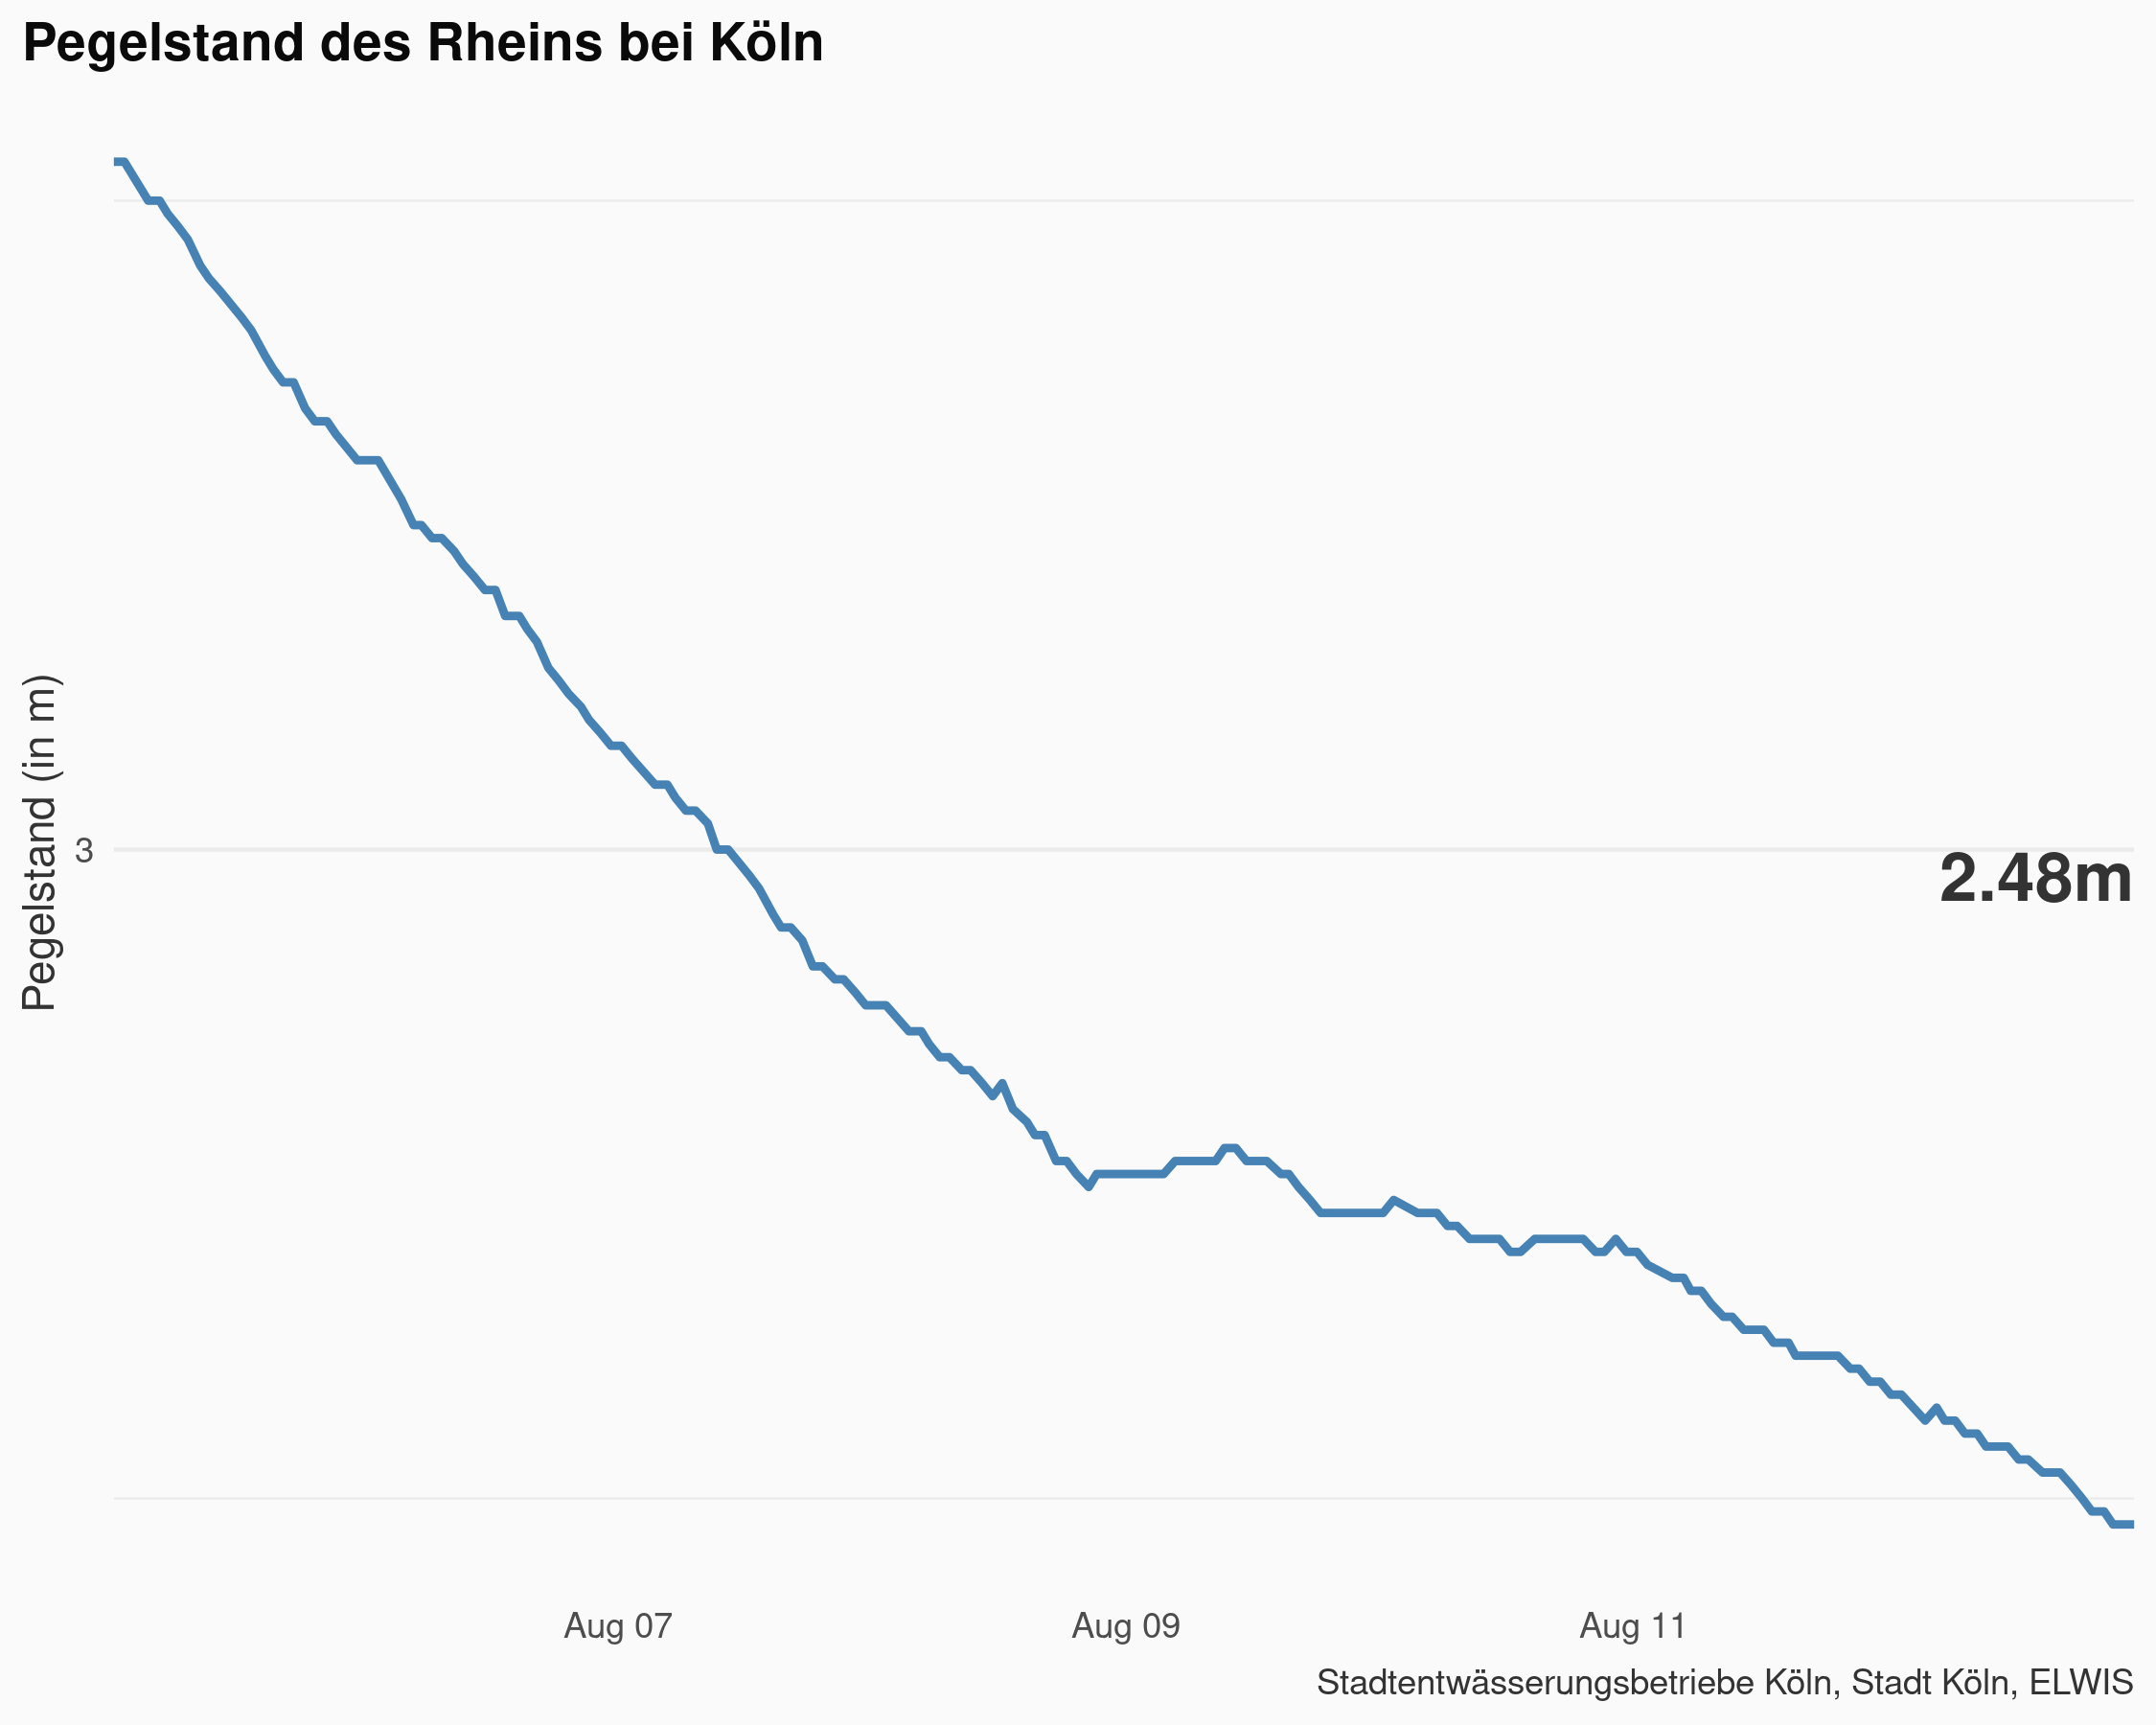 Pegelstand des Rheins bei Köln
Pegelstand (in m)
3
2.48m
Aug 07
Aug 09
Aug 11
Stadtentwässerungsbetriebe Köln, Stadt Köln, ELWIS